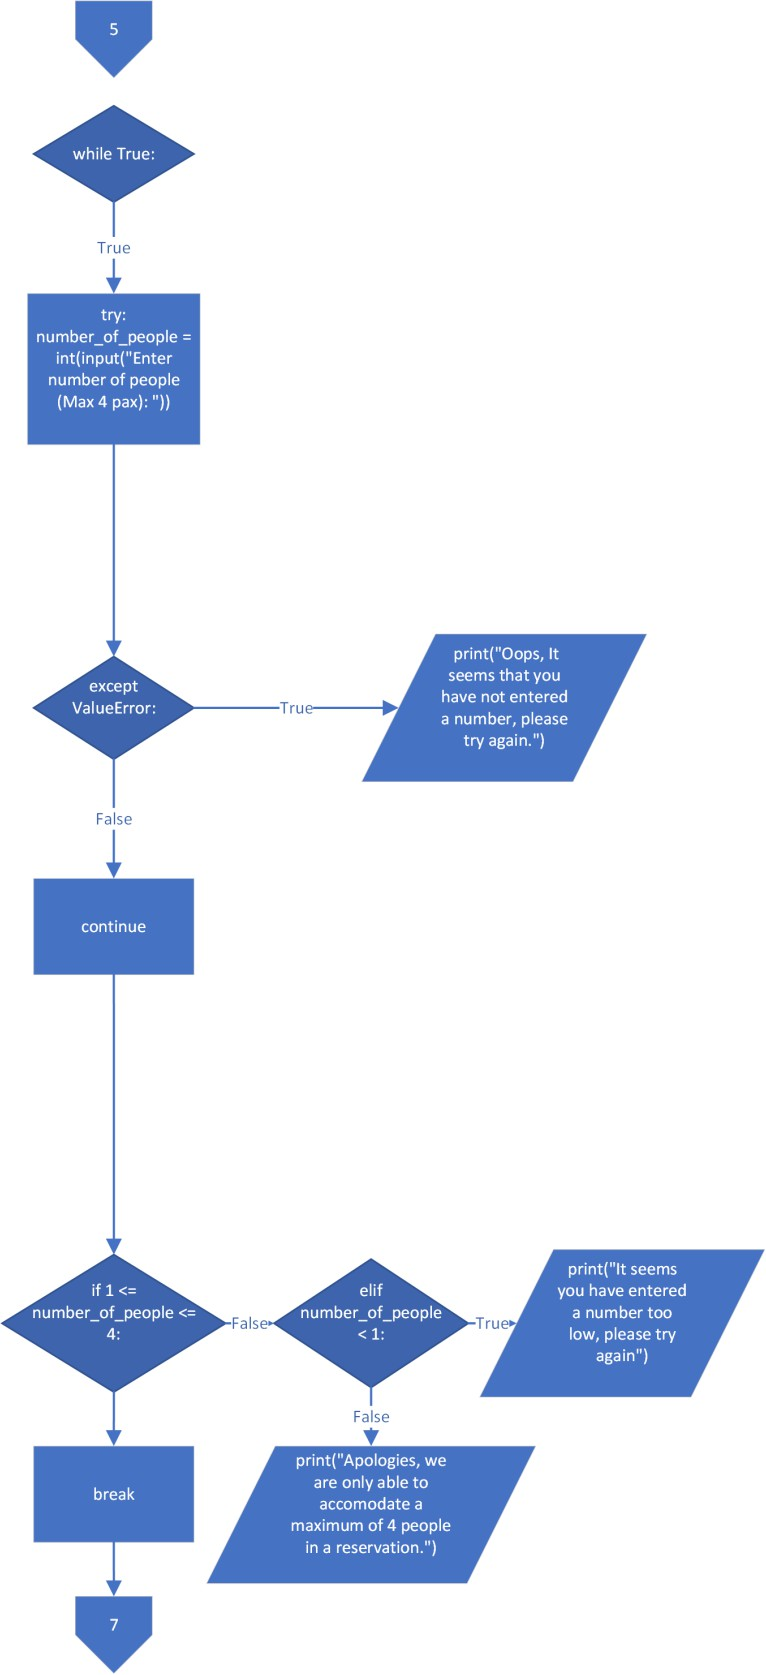 5
while True:
True
try:
number_of_people =
int(input("Enter
number of people
(Max 4 pax): "))
except
ValueError:
True
print("Oops, It
seems that you
have not entered
a number, please
try again.")
False
continue
if 1 <=
number_of_people <=
4:
False
elif
number_of_people
< 1:
True
print("It seems
you have entered
a number too
low, please try
again")
False
break
print("Apologies, we
are only able to
accomodate a
maximum of 4 people
in a reservation.")
7